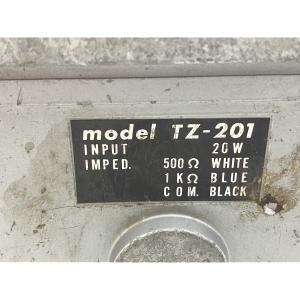 model TZ-201
INPUT 20W
IMPED. 500Ω WHITE
1KΩ BLUE
COM. BLACK